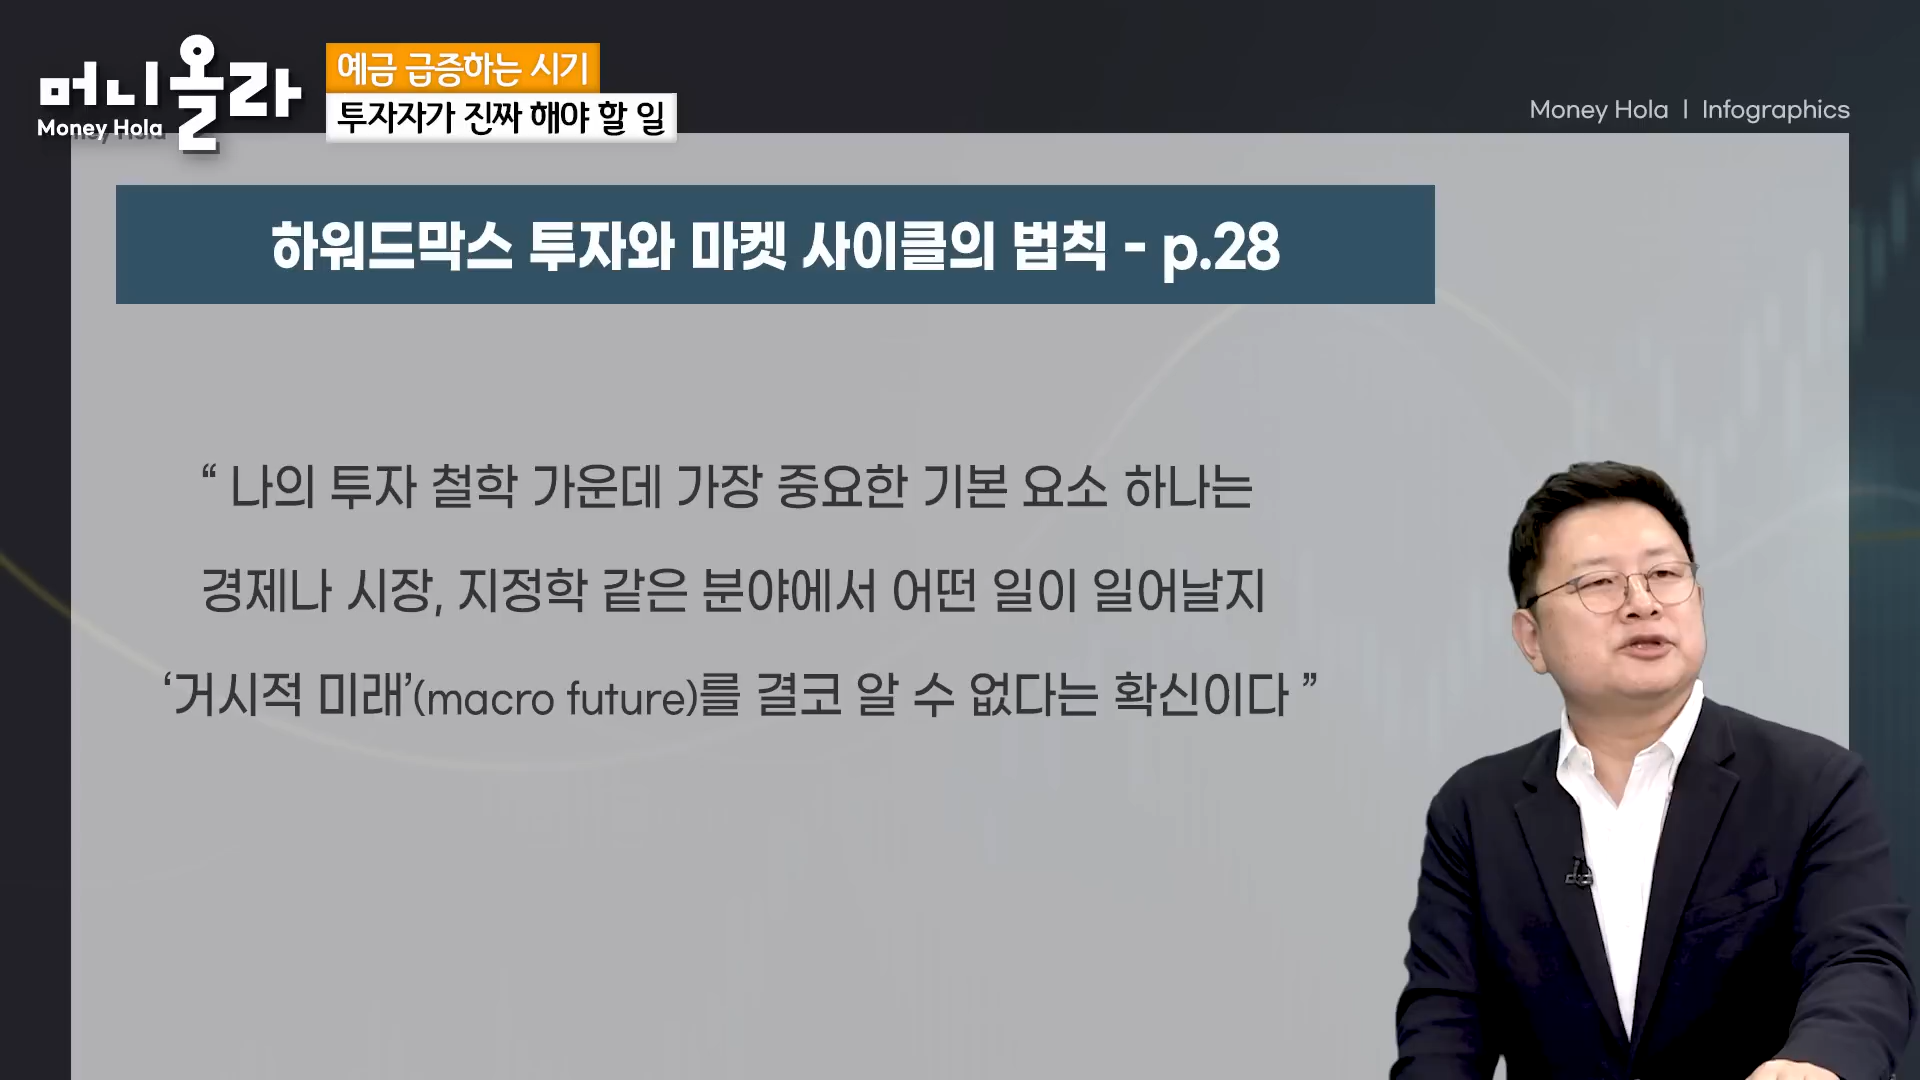 머니올라
Money Hola
예금 급증하는 시기
투자자가 진짜 해야 할 일
Money Hola | Infographics
하워드막스 투자와 마켓 사이클의 법칙 - p.28
“ 나의 투자 철학 가운데 가장 중요한 기본 요소 하나는
경제나 시장, 지정학 같은 분야에서 어떤 일이 일어날지
‘거시적 미래’(macro future)를 결코 알 수 없다는 확신이다 ”